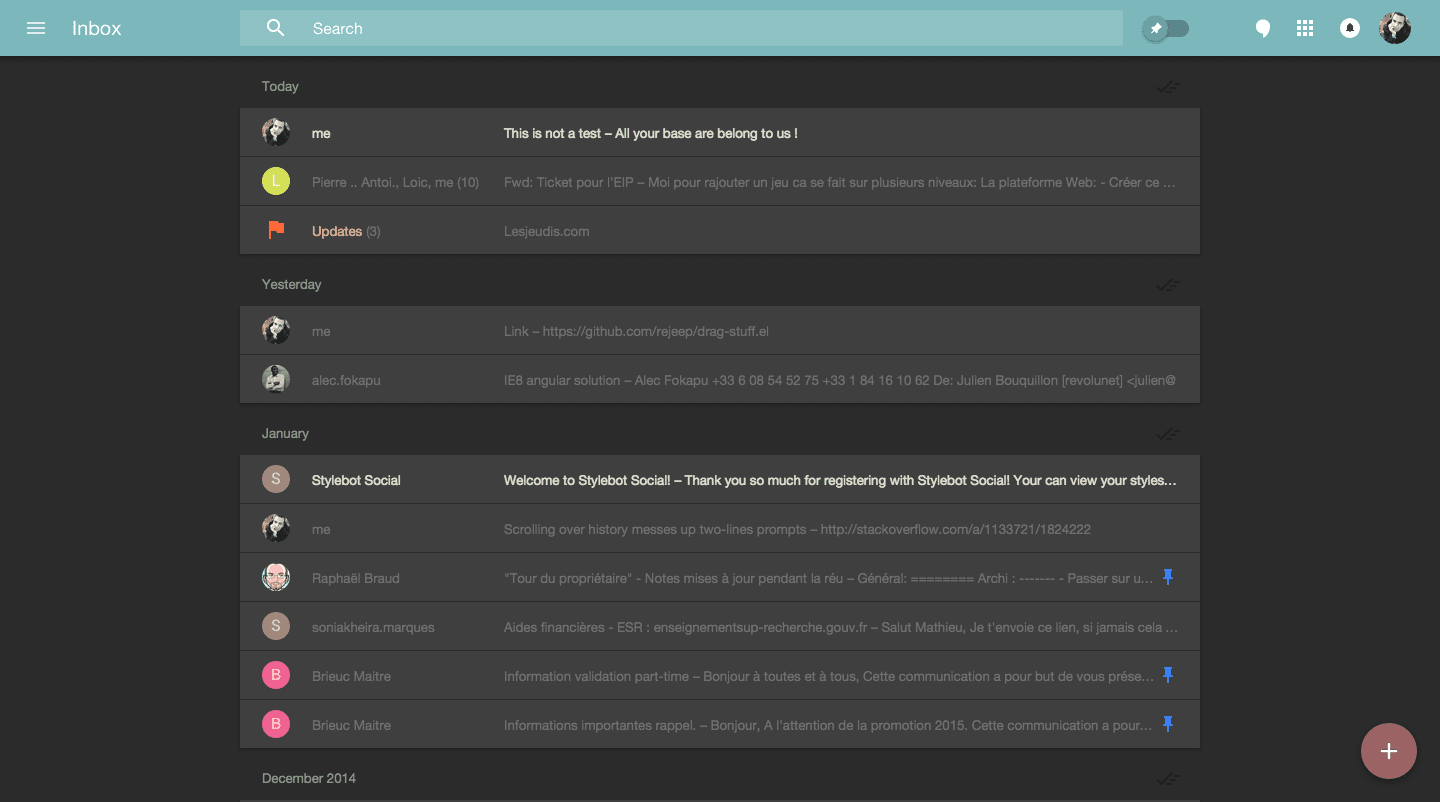 Inbox
Search
Today
me This is not a test – All your base are belong to us !
L Pierre .. Antoi., Loic, me (10) Fwd: Ticket pour l'EIP – Moi pour rajouter un jeu ca se fait sur plusieurs niveaux: La plateforme Web: - Créer ce ...
Updates (3) Lesjeudis.com
Yesterday
me Link – https://github.com/rejeep/drag-stuff.el
alec.fokapu IE8 angular solution – Alec Fokapu +33 6 08 54 52 75 +33 1 84 16 10 62 De: Julien Bouquillon [revolunet] <julien@
January
S Stylebot Social Welcome to Stylebot Social! – Thank you so much for registering with Stylebot Social! Your can view your styles...
me Scrolling over history messes up two-lines prompts – http://stackoverflow.com/a/1133721/1824222
Raphaël Braud "Tour du propriétaire" - Notes mises à jour pendant la réu – Général: ======== Archi : ------- - Passer sur u...
S soniakheira.marques Aides financières - ESR : enseignementsup-recherche.gouv.fr – Salut Mathieu, Je t'envoie ce lien, si jamais cela ...
B Brieuc Maitre Information validation part-time – Bonjour à toutes et à tous, Cette communication a pour but de vous prése...
B Brieuc Maitre Informations importantes rappel. – Bonjour, A l'attention de la promotion 2015. Cette communication a pour...
December 2014